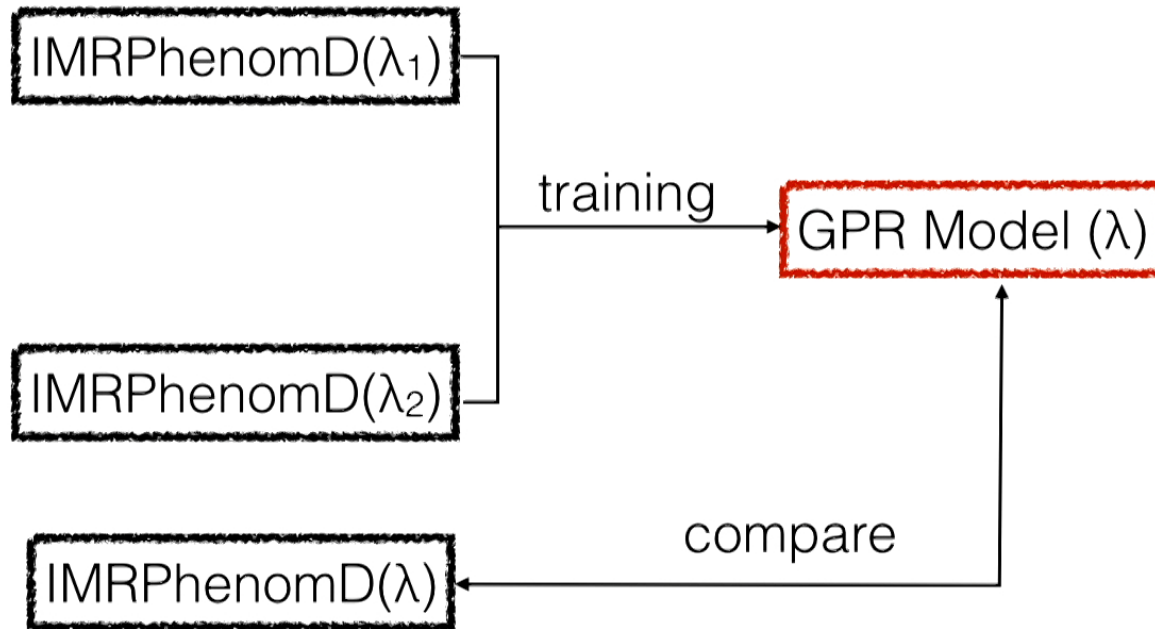 IMRPhenomD(λ₁)
training
GPR Model (λ)
IMRPhenomD(λ₂)
compare
IMRPhenomD(λ)